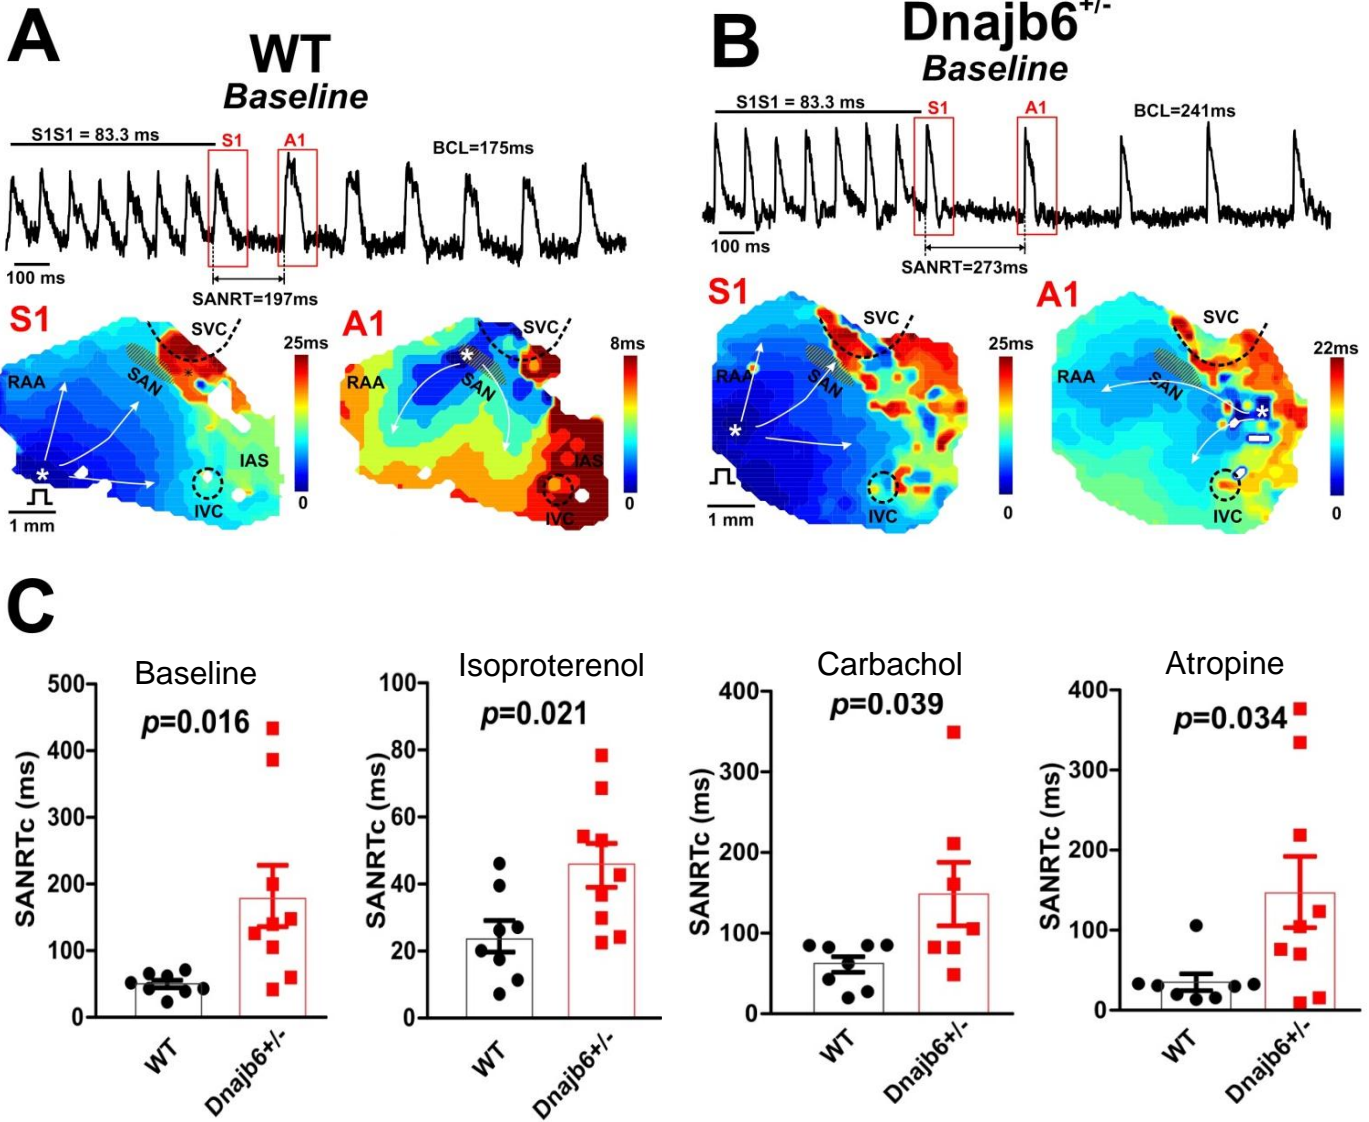 A
WT
Baseline
S1S1 = 83.3 ms
S1
A1
BCL=175ms
100 ms
SANRT=197ms
S1
SVC
25ms
RAA
SAN
IAS
IVC
0
1 mm
A1
SVC
8ms
RAA
SAN
IAS
IVC
0
B
Dnajb6+/-
Baseline
S1S1 = 83.3 ms
S1
A1
BCL=241ms
100 ms
SANRT=273ms
S1
SVC
25ms
RAA
SAN
IVC
0
1 mm
A1
SVC
22ms
RAA
SAN
IVC
0
C
Baseline
p=0.016
SANRTc (ms)
500
400
300
200
100
0
WT
Dnajb6+/-
Isoproterenol
p=0.021
SANRTc (ms)
100
80
60
40
20
0
WT
Dnajb6+/-
Carbachol
p=0.039
SANRTc (ms)
400
300
200
100
0
WT
Dnajb6+/-
Atropine
p=0.034
SANRTc (ms)
400
300
200
100
0
WT
Dnajb6+/-